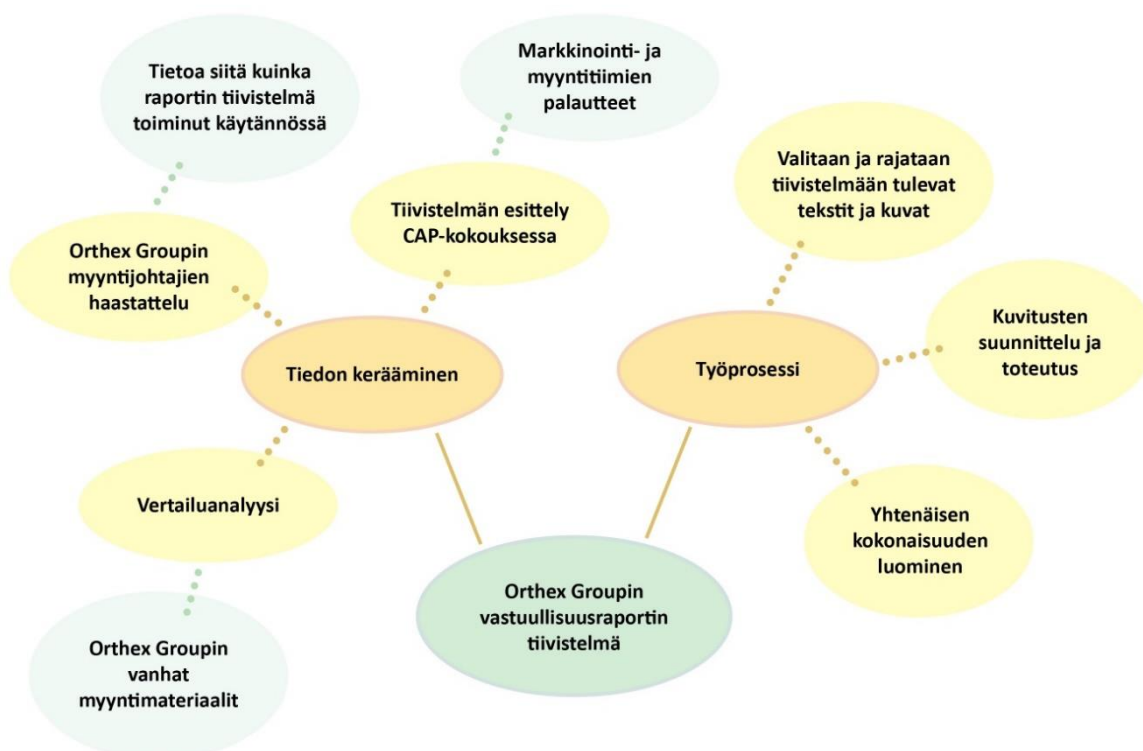 Tietoa siitä kuinka
raportin tiivistelmä
toiminut käytännössä
Markkinointi- ja
myyntitiimien
palautteet
Valitaan ja rajataan
tiivistelmään tulevat
tekstit ja kuvat
Tiivistelmän esittely
CAP-kokouksessa
Orthex Groupin
myyntijohtajien
haastattelu
Kuvitusten
suunnittelu ja
toteutus
Tiedon kerääminen
Työprosessi
Vertailuanalyysi
Yhtenäisen
kokonaisuuden
luominen
Orthex Groupin
vastuullisuusraportin
tiivistelmä
Orthex Groupin
vanhat
myyntimateriaalit